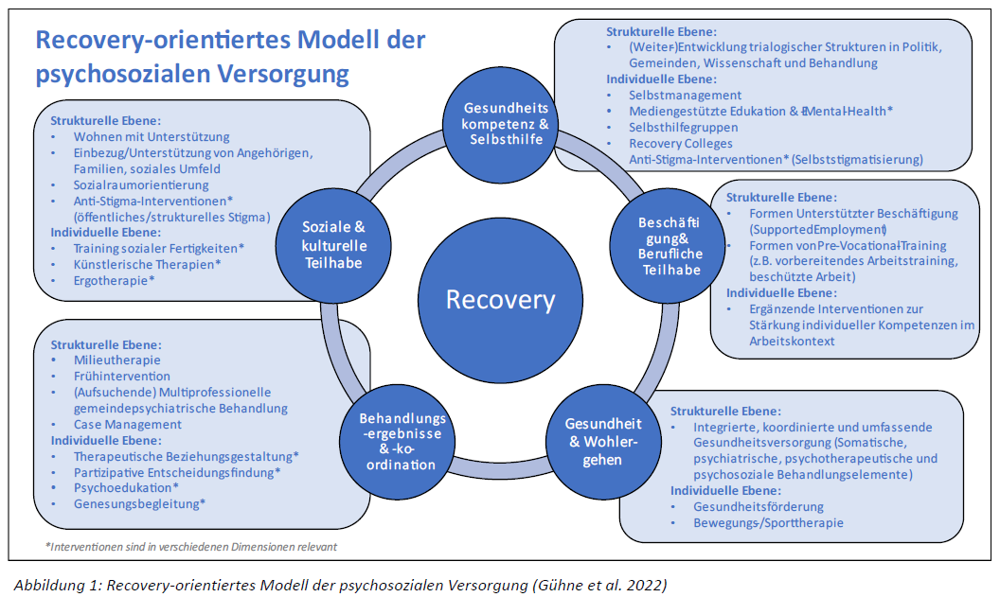 Recovery-orientiertes Modell der
psychosozialen Versorgung
Strukturelle Ebene:
• (Weiter-)Entwicklung trialogischer Strukturen in Politik,
Gemeinden, Wissenschaft und Behandlung
Individuelle Ebene:
• Selbstmanagement
• Mediengestützte Edukation & E-Mental-Health*
• Selbsthilfegruppen
• Recovery Colleges
Anti-Stigma-Interventionen* (Selbststigmatisierung)
Gesundheits
kompetenz &
Selbsthilfe
Strukturelle Ebene:
• Wohnen mit Unterstützung
• Einbezug/Unterstützung von Angehörigen,
Familien, soziales Umfeld
• Sozialraumorientierung
• Anti-Stigma-Interventionen*
(öffentliches/strukturelles Stigma)
Individuelle Ebene:
• Training sozialer Fertigkeiten*
• Künstlerische Therapien*
• Ergotherapie*
Soziale &
kulturelle
Teilhabe
Beschäfti
gung&
Berufliche
Teilhabe
Strukturelle Ebene:
• Formen Unterstützter Beschäftigung
(SupportedEmployment)
• Formen vonPre-Vocational-Training
(z.B. vorbereitendes Arbeitstraining,
beschützte Arbeit)
Individuelle Ebene:
• Ergänzende Interventionen zur
Stärkung individueller Kompetenzen im
Arbeitskontext
Recovery
Strukturelle Ebene:
• Milieutherapie
• Frühintervention
• (Aufsuchende) Multiprofessionelle
gemeindepsychiatrische Behandlung
• Case Management
Individuelle Ebene:
• Therapeutische Beziehungsgestaltung*
• Partizipative Entscheidungsfindung*
• Psychoedukation*
• Genesungsbegleitung*
Behandlungs
-ergebnisse
& -ko-
ordination
Gesundheit
& Wohler-
gehen
Strukturelle Ebene:
• Integrierte, koordinierte und umfassende
Gesundheitsversorgung (Somatische,
psychiatrische, psychotherapeutische und
psychosoziale Behandlungselemente)
Individuelle Ebene:
• Gesundheitsförderung
• Bewegungs-/Sporttherapie
*Interventionen sind in verschiedenen Dimensionen relevant
Abbildung 1: Recovery-orientiertes Modell der psychosozialen Versorgung (Gühne et al. 2022)